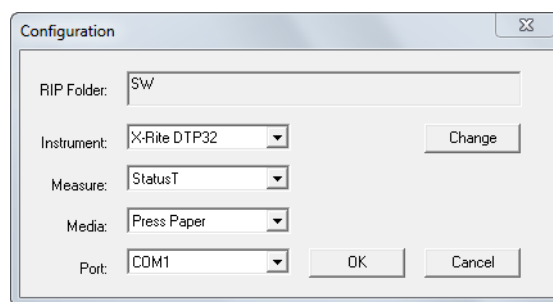 Configuration
RIP Folder: SW
Instrument: X-Rite DTP32 Change
Measure: StatusT
Media: Press Paper
Port: COM1 OK Cancel